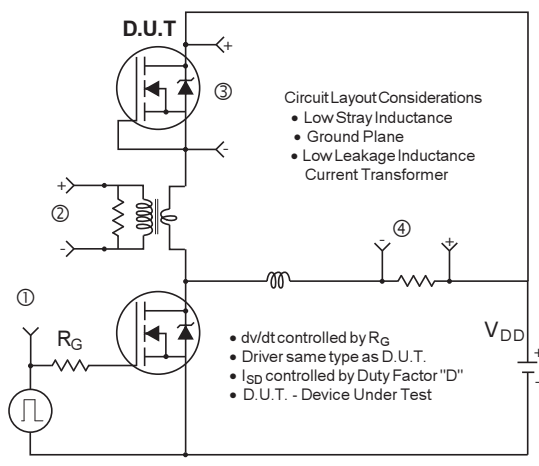 D.U.T
+
③
-
Circuit Layout Considerations
• Low Stray Inductance
• Ground Plane
• Low Leakage Inductance
Current Transformer
+
②
-
-
④
+
①
RG
VDD
+
-
• dv/dt controlled by RG
• Driver same type as D.U.T.
• ISD controlled by Duty Factor "D"
• D.U.T. - Device Under Test